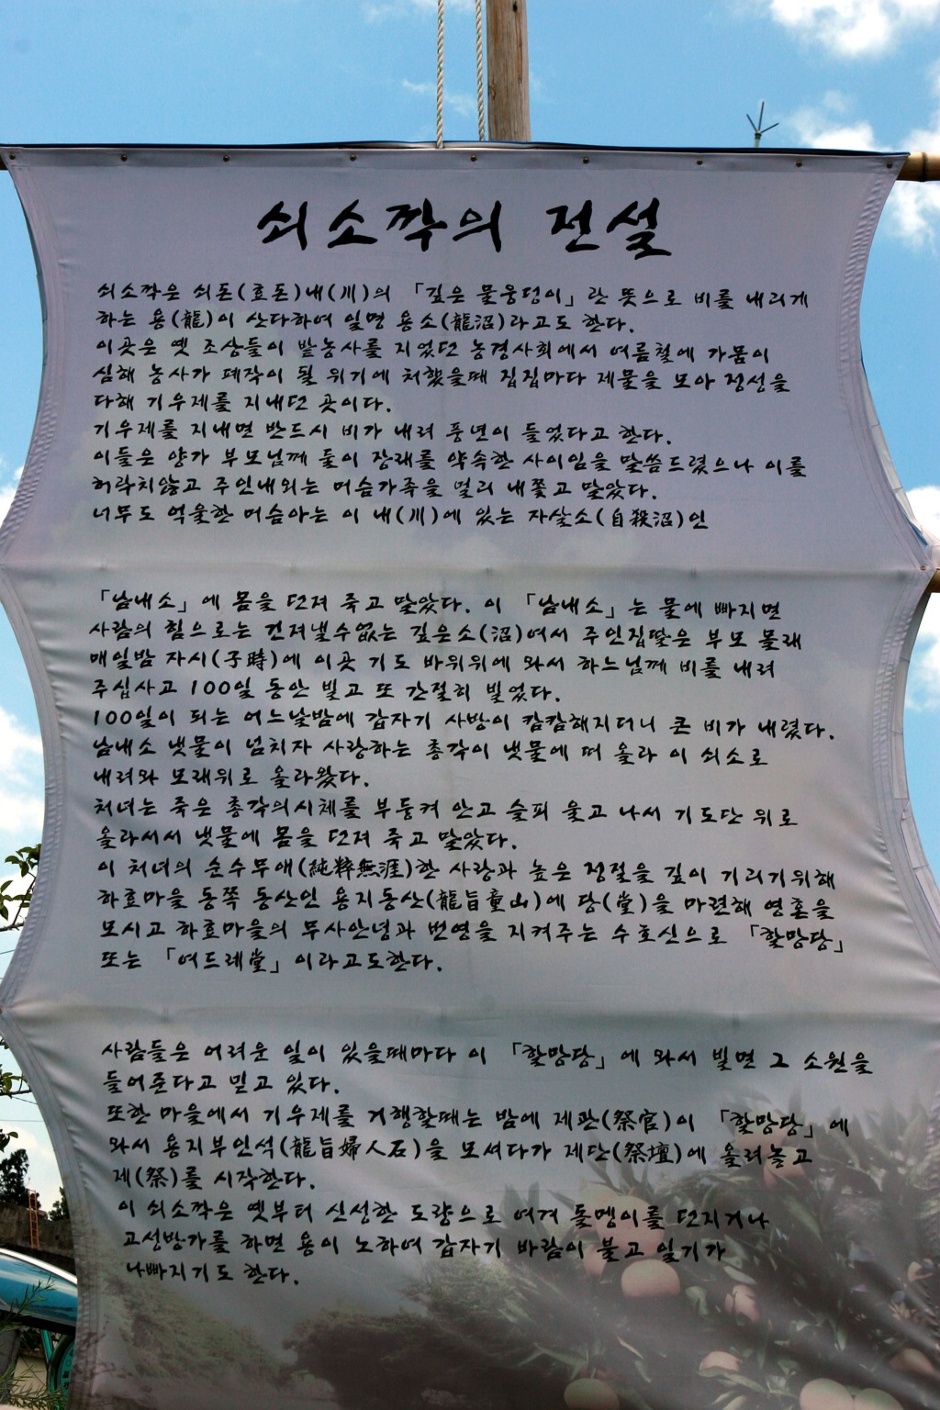 쇠소깍의 전설
쇠소깍은 쇠돈(효돈)내(川)의 「깊은 물웅덩이」란 뜻으로 비를 내리게
하는 용(龍)이 산다하여 일명 용소(龍沼)라고도 한다.
이곳은 옛 조상들이 밭농사를 지었던 농경사회에서 여름철에 가뭄이
심해 농사가 폐작이 될 위기에 처했을때 집집마다 제물을 모아 정성을
다해 기우제를 지내던 곳이다.
기우제를 지내면 반드시 비가 내려 풍년이 들었다고 한다.
이들은 양가 부모님께 둘이 장래를 약속한 사이임을 말씀드렸으나 이를
허락치않고 주인내외는 머슴가족을 멀리 내쫓고 말았다.
너무도 억울한 머슴아는 이 내(川)에 있는 자살소(自殺沼)인
「남내소」에 몸을 던져 죽고 말았다. 이 「남내소」는 물에 빠지면
사람의 힘으로는 건져낼수없는 깊은소(沼)여서 주인집딸은 부모 몰래
매일밤 자시(子時)에 이곳 기도 바위위에 와서 하느님께 비를 내려
주십사고 100일 동안 빌고 또 간절히 빌었다.
100일이 되는 어느날밤에 갑자기 사방이 캄캄해지더니 큰 비가 내렸다.
남내소 냇물이 넘치자 사랑하는 총각이 냇물에 떠 올라 이 쇠소로
내려와 모래위로 올라왔다.
처녀는 죽은 총각의시체를 부둥켜 안고 슬피 울고 나서 기도단 위로
올라서서 냇물에 몸을 던져 죽고 말았다.
이 처녀의 순수무애(純粹無涯)한 사랑과 높은 정절을 깊이 기리기위해
하효마을 동쪽 동산인 용지동산(龍旨童山)에 당(堂)을 마련해 영혼을
모시고 하효마을의 무사안녕과 번영을 지켜주는 수호신으로 「할망당」
또는 「여드레堂」이라고도한다.
사람들은 어려운 일이 있을때마다 이 「할망당」에 와서 빌면 그 소원을
들어준다고 믿고 있다.
또한 마을에서 기우제를 거행할때는 밤에 제관(祭官)이 「할망당」에
와서 용지부인석(龍旨婦人石)을 모셔다가 제단(祭壇)에 올려놓고
제(祭)를 시작한다.
이 쇠소깍은 옛부터 신성한 도량으로 여겨 돌멩이를 던지거나
고성방가를 하면 용이 노하여 갑자기 바람이 불고 일기가
나빠지기도 한다.